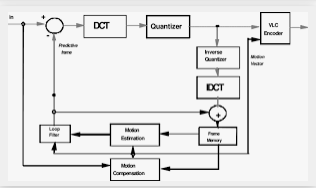 in
+
-
DCT
Quantizer
VLC
Encoder
Predictive
frame
Inverse
Quantizer
Motion
Vector
IDCT
+
Loop
Filter
Motion
Estimation
Frame
Memory
Motion
Compensation